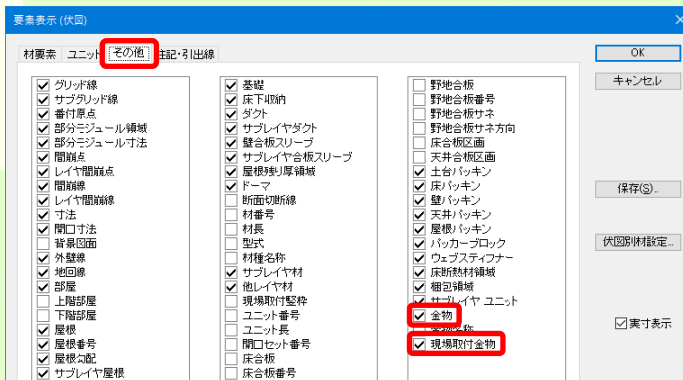 要素表示 (伏図)
材要素 ユニット その他 注記・引出線
グリッド線
サブグリッド線
番付原点
部分モジュール領域
部分モジュール寸法
間崩点
レイヤ間崩点
間崩線
レイヤ間崩線
寸法
開口寸法
背景図面
外壁線
地回線
部屋
上階部屋
下階部屋
屋根
屋根番号
屋根勾配
サブレイヤ屋根
基礎
床下収納
ダクト
サブレイヤダクト
壁合板スリーブ
サブレイヤ合板スリーブ
屋根残り厚領域
ドーマ
断面切断線
材番号
材長
型式
材種名称
サブレイヤ材
他レイヤ材
現場取付竪枠
ユニット番号
ユニット長
開口セット番号
床合板
床合板番号
野地合板
野地合板番号
野地合板サネ
野地合板サネ方向
床合板区画
天井合板区画
土台パッキン
床パッキン
壁パッキン
天井パッキン
屋根パッキン
パッカーブロック
ウェブスティフナー
床断熱材領域
梱包領域
サブレイヤ ユニット
金物
現場取付金物
OK
キャンセル
保存(S)...
伏図別材設定...
実寸表示